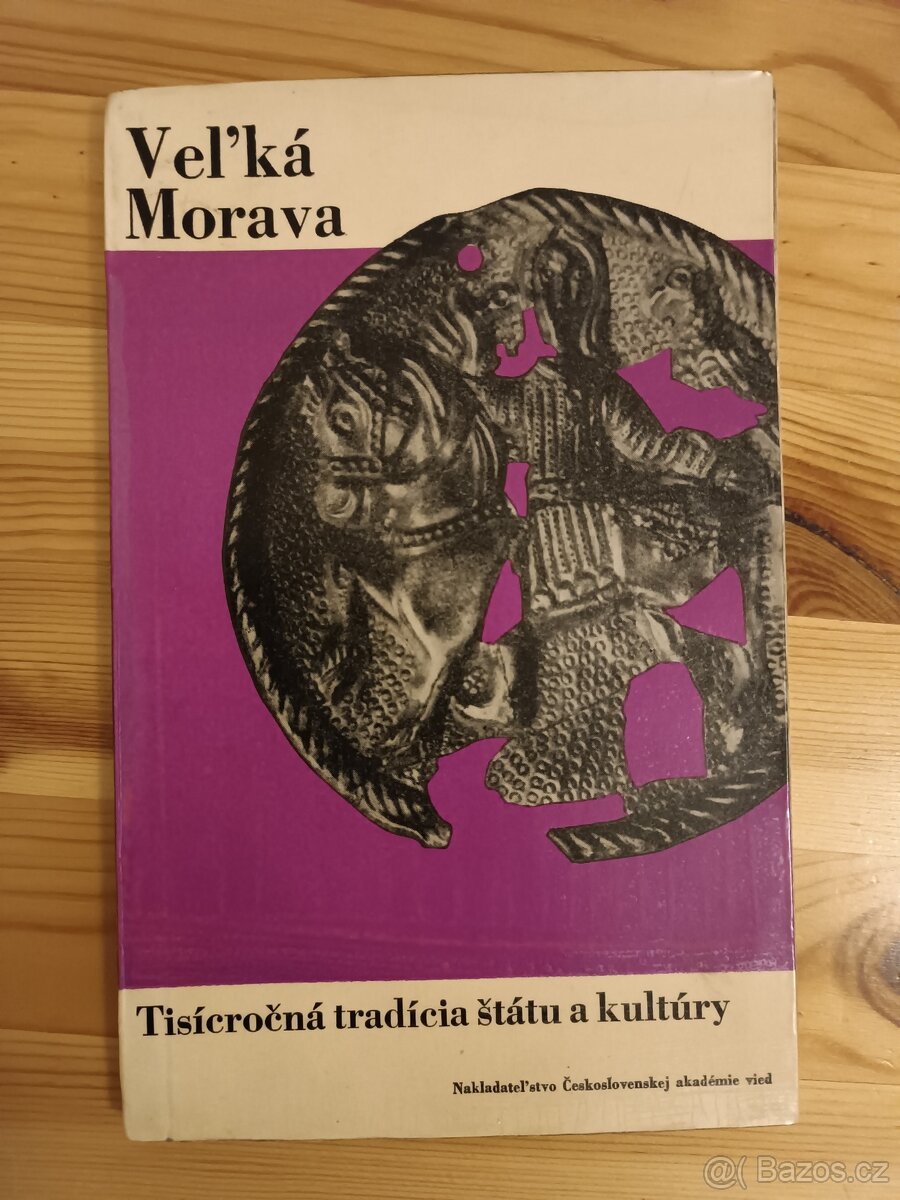 Veľká
Morava
Tisícročná tradícia štátu a kultúry
Nakladateľstvo Československej akadémie vied
@( Bazos.cz